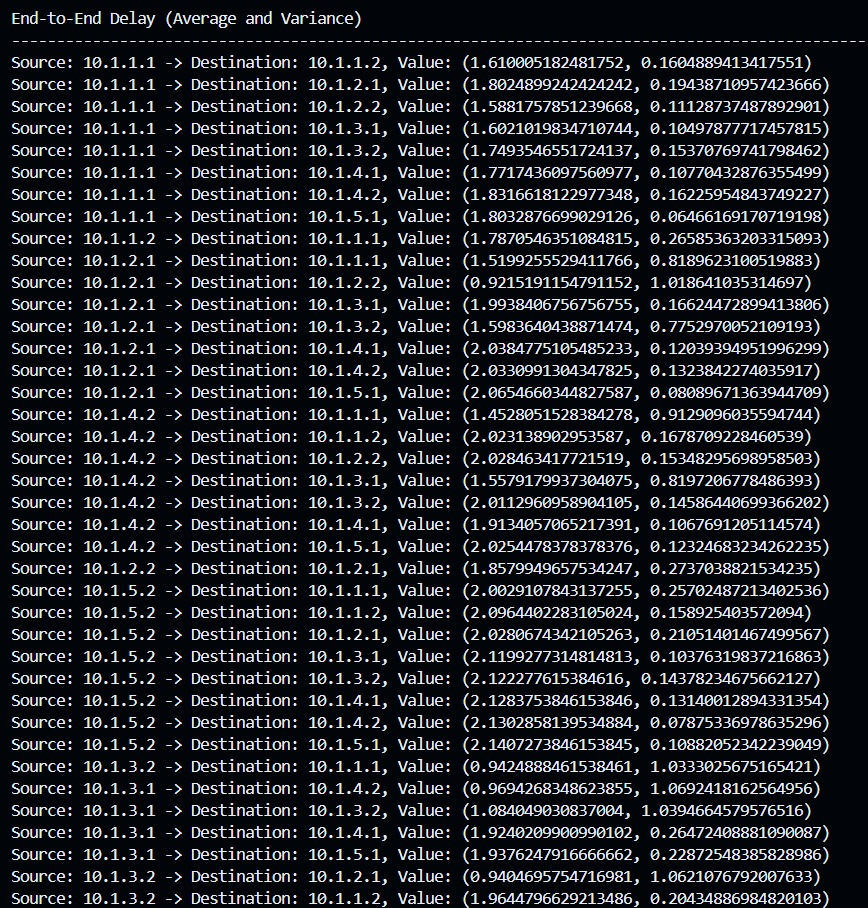 End-to-End Delay (Average and Variance)
-----------------------------------------------------------------------------------------------
Source: 10.1.1.1 -> Destination: 10.1.1.2, Value: (1.610005182481752, 0.1604889413417551)
Source: 10.1.1.1 -> Destination: 10.1.2.1, Value: (1.8024899242424242, 0.19438710957423666)
Source: 10.1.1.1 -> Destination: 10.1.2.2, Value: (1.5881757851239668, 0.11128737487892901)
Source: 10.1.1.1 -> Destination: 10.1.3.1, Value: (1.6021019834710744, 0.10497877717457815)
Source: 10.1.1.1 -> Destination: 10.1.3.2, Value: (1.7493546551724137, 0.15370769741798462)
Source: 10.1.1.1 -> Destination: 10.1.4.1, Value: (1.7717436097560977, 0.10770432876355499)
Source: 10.1.1.1 -> Destination: 10.1.4.2, Value: (1.8316618122977348, 0.16225954843749227)
Source: 10.1.1.1 -> Destination: 10.1.5.1, Value: (1.8032876699029126, 0.06466169170719198)
Source: 10.1.1.2 -> Destination: 10.1.1.1, Value: (1.7870546351084815, 0.26585363203315093)
Source: 10.1.2.1 -> Destination: 10.1.1.1, Value: (1.5199255529411766, 0.8189623100519883)
Source: 10.1.2.1 -> Destination: 10.1.2.2, Value: (0.9215191154791152, 1.018641035314697)
Source: 10.1.2.1 -> Destination: 10.1.3.1, Value: (1.9938406756756755, 0.16624472899413806)
Source: 10.1.2.1 -> Destination: 10.1.3.2, Value: (1.5983640438871474, 0.7752970052109193)
Source: 10.1.2.1 -> Destination: 10.1.4.1, Value: (2.0384775105485233, 0.12039394951996299)
Source: 10.1.2.1 -> Destination: 10.1.4.2, Value: (2.0330991304347825, 0.1323842274035917)
Source: 10.1.2.1 -> Destination: 10.1.5.1, Value: (2.0654660344827587, 0.08089671363944709)
Source: 10.1.4.2 -> Destination: 10.1.1.1, Value: (1.4528051528384278, 0.9129096035594744)
Source: 10.1.4.2 -> Destination: 10.1.1.2, Value: (2.023138902953587, 0.1678709228460539)
Source: 10.1.4.2 -> Destination: 10.1.2.2, Value: (2.028463417721519, 0.15348295698958503)
Source: 10.1.4.2 -> Destination: 10.1.3.1, Value: (1.5579179937304075, 0.8197206778486393)
Source: 10.1.4.2 -> Destination: 10.1.3.2, Value: (2.0112960958904105, 0.14586440699366202)
Source: 10.1.4.2 -> Destination: 10.1.4.1, Value: (1.9134057065217391, 0.1067691205114574)
Source: 10.1.4.2 -> Destination: 10.1.5.1, Value: (2.0254478378378376, 0.12324683234262235)
Source: 10.1.2.2 -> Destination: 10.1.2.1, Value: (1.8579949657534247, 0.2737038821534235)
Source: 10.1.5.2 -> Destination: 10.1.1.1, Value: (2.0029107843137255, 0.25702487213402536)
Source: 10.1.5.2 -> Destination: 10.1.1.2, Value: (2.0964402283105024, 0.158925403572094)
Source: 10.1.5.2 -> Destination: 10.1.2.1, Value: (2.0280674342105263, 0.21051401467499567)
Source: 10.1.5.2 -> Destination: 10.1.3.1, Value: (2.1199277314814813, 0.10376319837216863)
Source: 10.1.5.2 -> Destination: 10.1.3.2, Value: (2.122277615384616, 0.14378234675662127)
Source: 10.1.5.2 -> Destination: 10.1.4.1, Value: (2.1283753846153846, 0.13140012894331354)
Source: 10.1.5.2 -> Destination: 10.1.4.2, Value: (2.1302858139534884, 0.07875336978635296)
Source: 10.1.5.2 -> Destination: 10.1.5.1, Value: (2.1407273846153845, 0.10882052342239049)
Source: 10.1.3.2 -> Destination: 10.1.1.1, Value: (0.9424888461538461, 1.0333025675165421)
Source: 10.1.3.1 -> Destination: 10.1.4.2, Value: (0.9694268348623855, 1.0692418162564956)
Source: 10.1.3.1 -> Destination: 10.1.3.2, Value: (1.084049030837004, 1.0394664579576516)
Source: 10.1.3.1 -> Destination: 10.1.4.1, Value: (1.9240209900990102, 0.26472408881090087)
Source: 10.1.3.1 -> Destination: 10.1.5.1, Value: (1.9376247916666662, 0.22872548385828986)
Source: 10.1.3.2 -> Destination: 10.1.2.1, Value: (0.9404695754716981, 1.0621076792007633)
Source: 10.1.3.2 -> Destination: 10.1.1.2, Value: (1.9644796629213486, 0.20434886984820103)